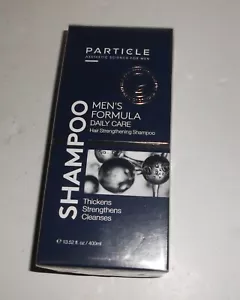 PARTICLE
AESTHETIC SCIENCE FOR MEN
SHAMPOO
MEN'S
FORMULA
DAILY CARE
Hair Strengthening Shampoo
Thickens
Strengthens
Cleanses
13.52 fl. oz / 400ml